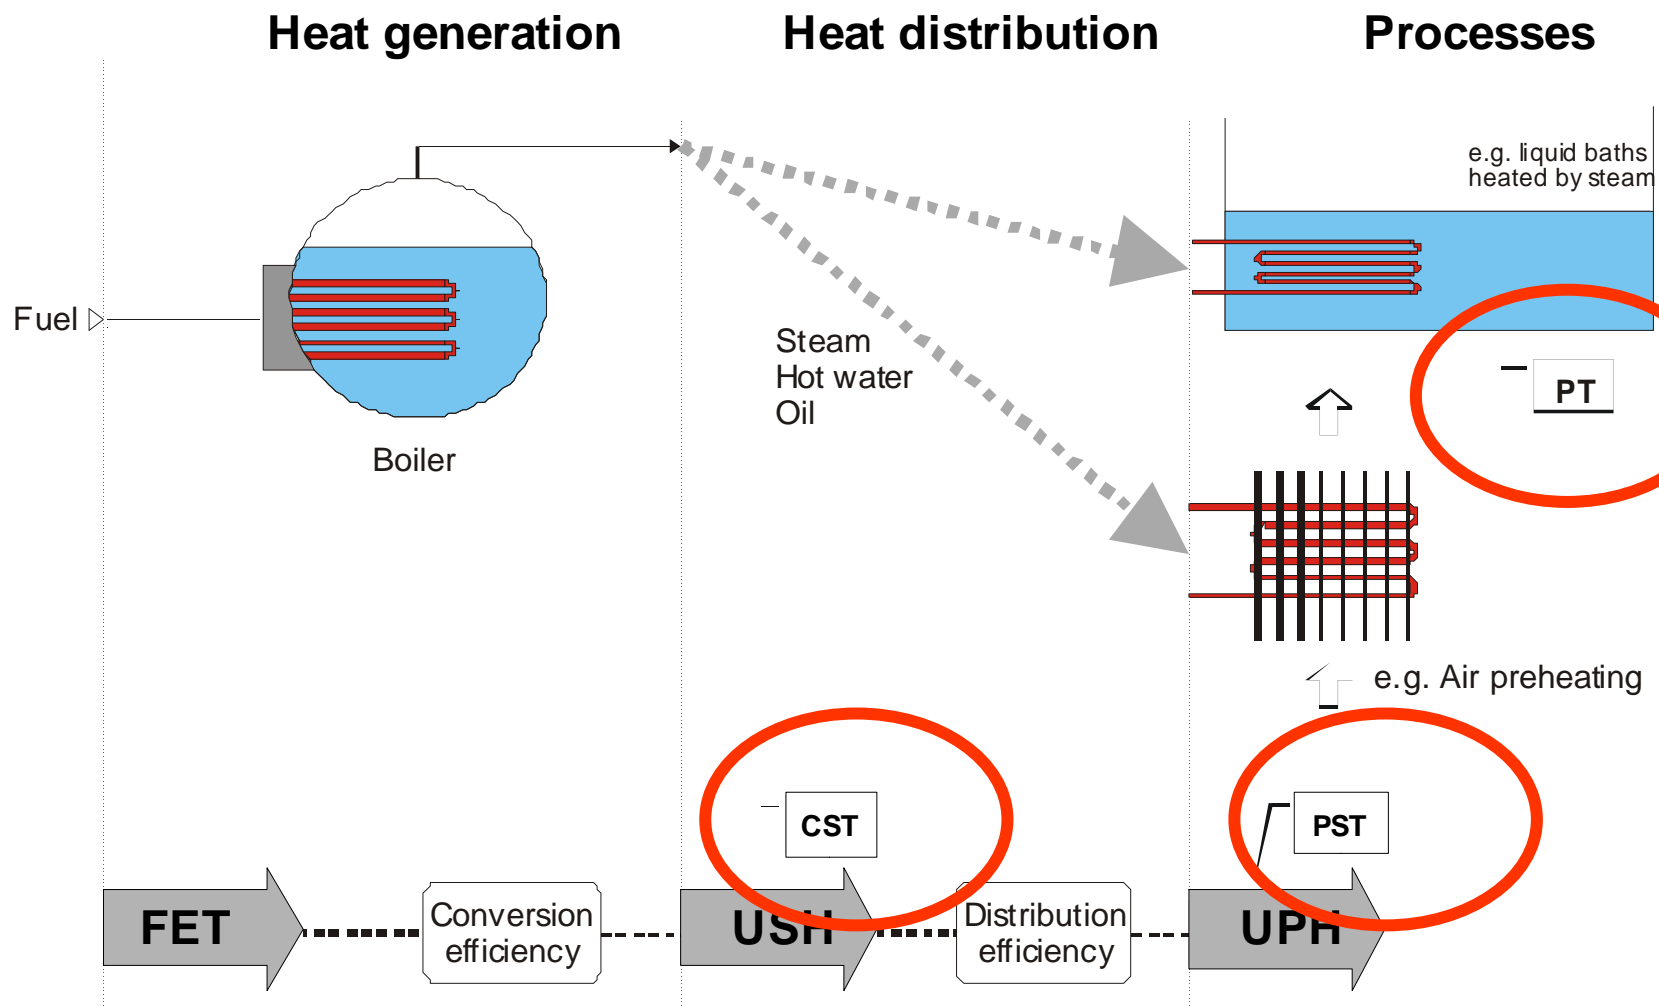 Heat generation
Heat distribution
Processes
e.g. liquid baths
heated by steam
Fuel
Steam
Hot water
Oil
PT
Boiler
e.g. Air preheating
CST
PST
FET
Conversion
efficiency
USH
Distribution
efficiency
UPH